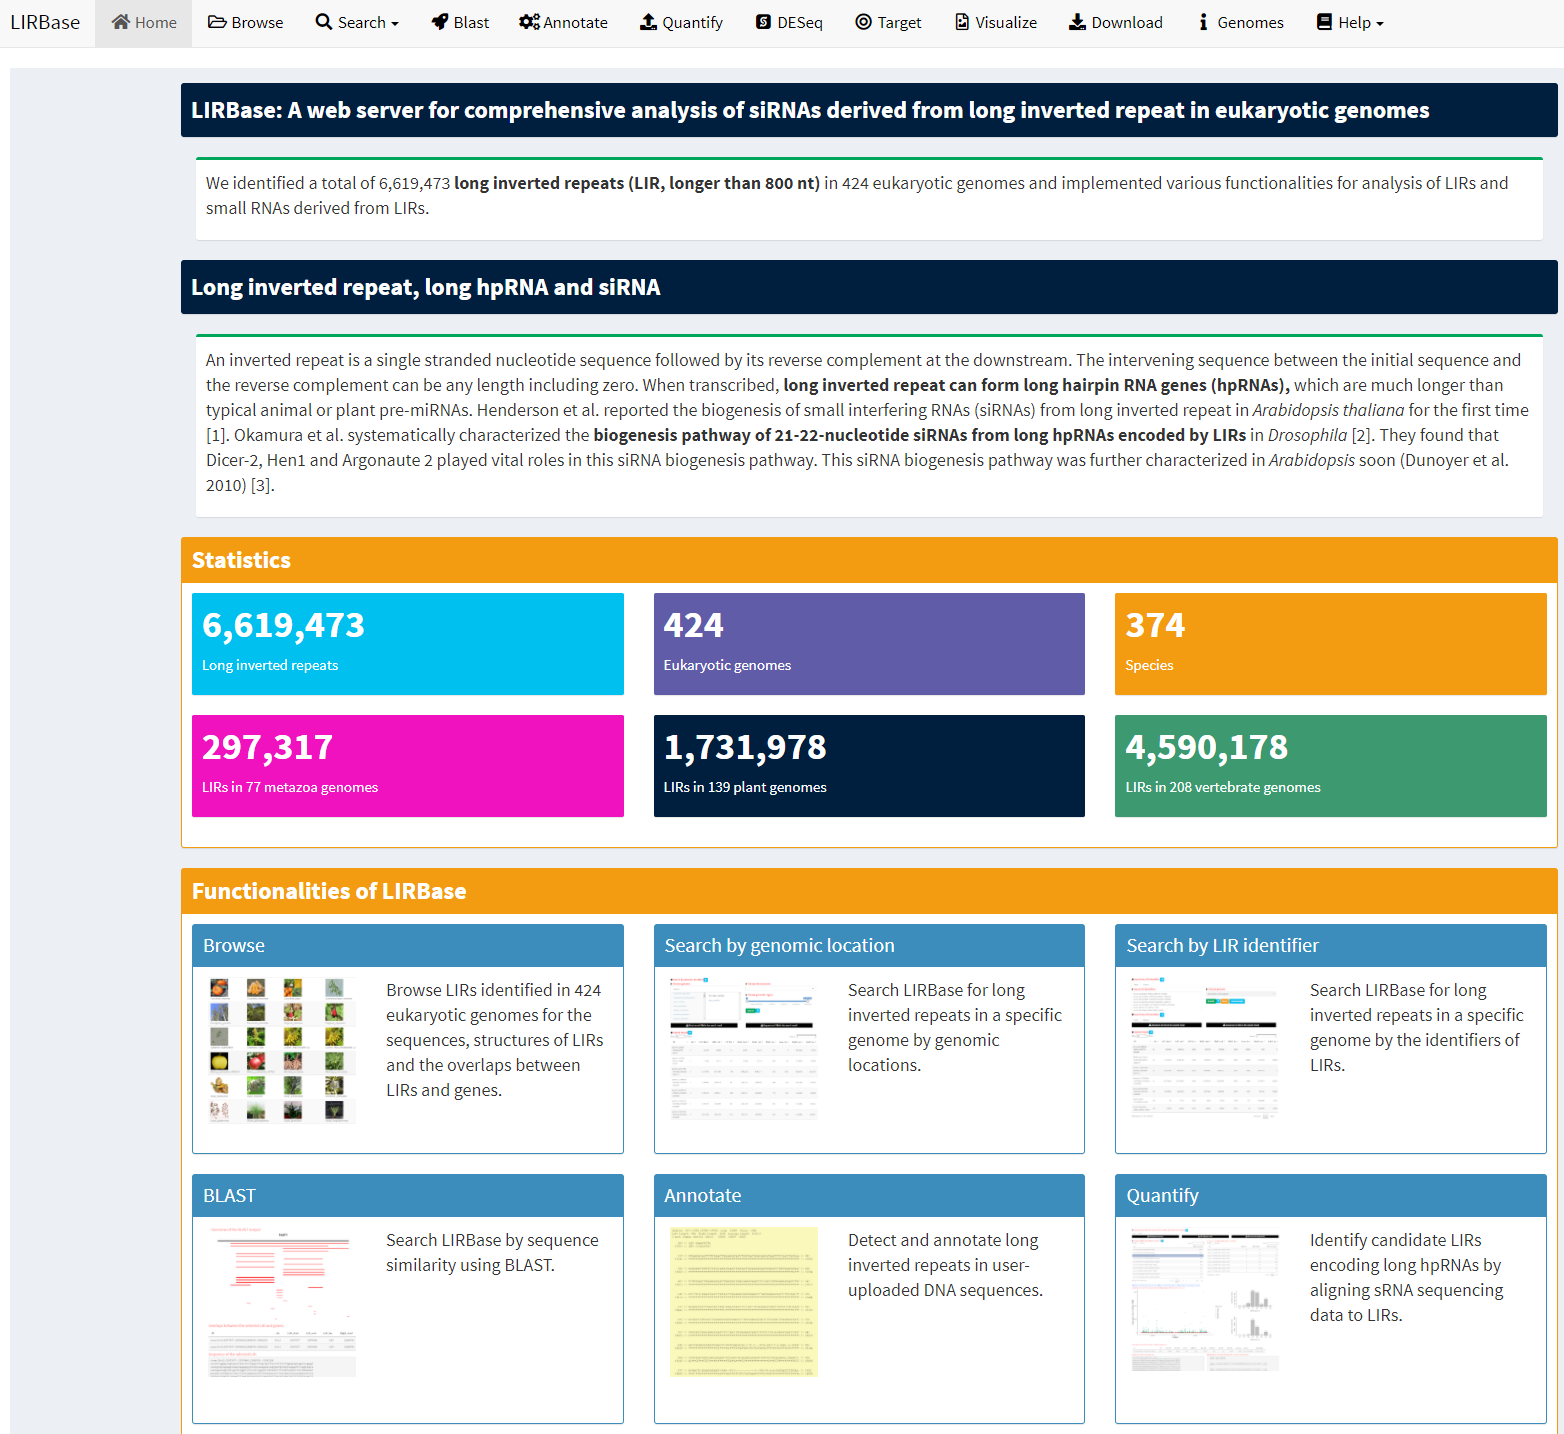 LIRBase Home Browse Search Blast Annotate Quantify DESeq Target Visualize Download Genomes Help
LIRBase: A web server for comprehensive analysis of siRNAs derived from long inverted repeat in eukaryotic genomes
We identified a total of 6,619,473 long inverted repeats (LIR, longer than 800 nt) in 424 eukaryotic genomes and implemented various functionalities for analysis of LIRs and
small RNAs derived from LIRs.
Long inverted repeat, long hpRNA and siRNA
An inverted repeat is a single stranded nucleotide sequence followed by its reverse complement at the downstream. The intervening sequence between the initial sequence and
the reverse complement can be any length including zero. When transcribed, long inverted repeat can form long hairpin RNA genes (hpRNAs), which are much longer than
typical animal or plant pre-miRNAs. Henderson et al. reported the biogenesis of small interfering RNAs (siRNAs) from long inverted repeat in Arabidopsis thaliana for the first time
[1]. Okamura et al. systematically characterized the biogenesis pathway of 21-22-nucleotide siRNAs from long hpRNAs encoded by LIRs in Drosophila [2]. They found that
Dicer-2, Hen1 and Argonaute 2 played vital roles in this siRNA biogenesis pathway. This siRNA biogenesis pathway was further characterized in Arabidopsis soon (Dunoyer et al.
2010) [3].
Statistics
6,619,473
Long inverted repeats
424
Eukaryotic genomes
374
Species
297,317
LIRs in 77 metazoa genomes
1,731,978
LIRs in 139 plant genomes
4,590,178
LIRs in 208 vertebrate genomes
Functionalities of LIRBase
Browse
Browse LIRs identified in 424
eukaryotic genomes for the
sequences, structures of LIRs
and the overlaps between
LIRs and genes.
Search by genomic location
Search LIRBase for long
inverted repeats in a specific
genome by genomic
locations.
Search by LIR identifier
Search LIRBase for long
inverted repeats in a specific
genome by the identifiers of
LIRs.
BLAST
Search LIRBase by sequence
similarity using BLAST.
Annotate
Detect and annotate long
inverted repeats in user-
uploaded DNA sequences.
Quantify
Identify candidate LIRs
encoding long hpRNAs by
aligning sRNA sequencing
data to LIRs.